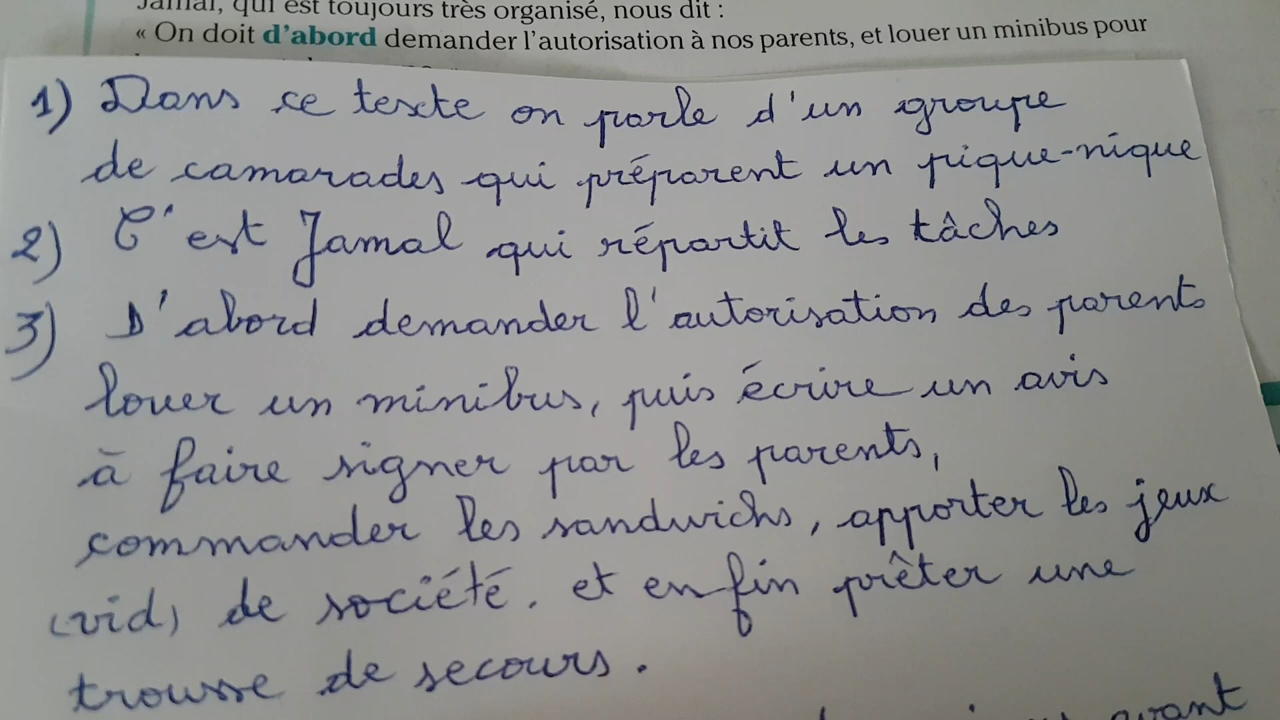 Jamal, qui est toujours très organisé, nous dit :
« On doit d'abord demander l'autorisation à nos parents, et louer un minibus pour
1) Dans ce texte on parle d'un groupe
de camarades qui préparent un pique-nique
2) C'est Jamal qui répartit les tâches
3) D'abord demander l'autorisation des parents
louer un minibus, puis écrire un avis
à faire signer par les parents,
commander les sandwichs, apporter les jeux
(vid) de société. et enfin prêter une
trousse de secours.
avant